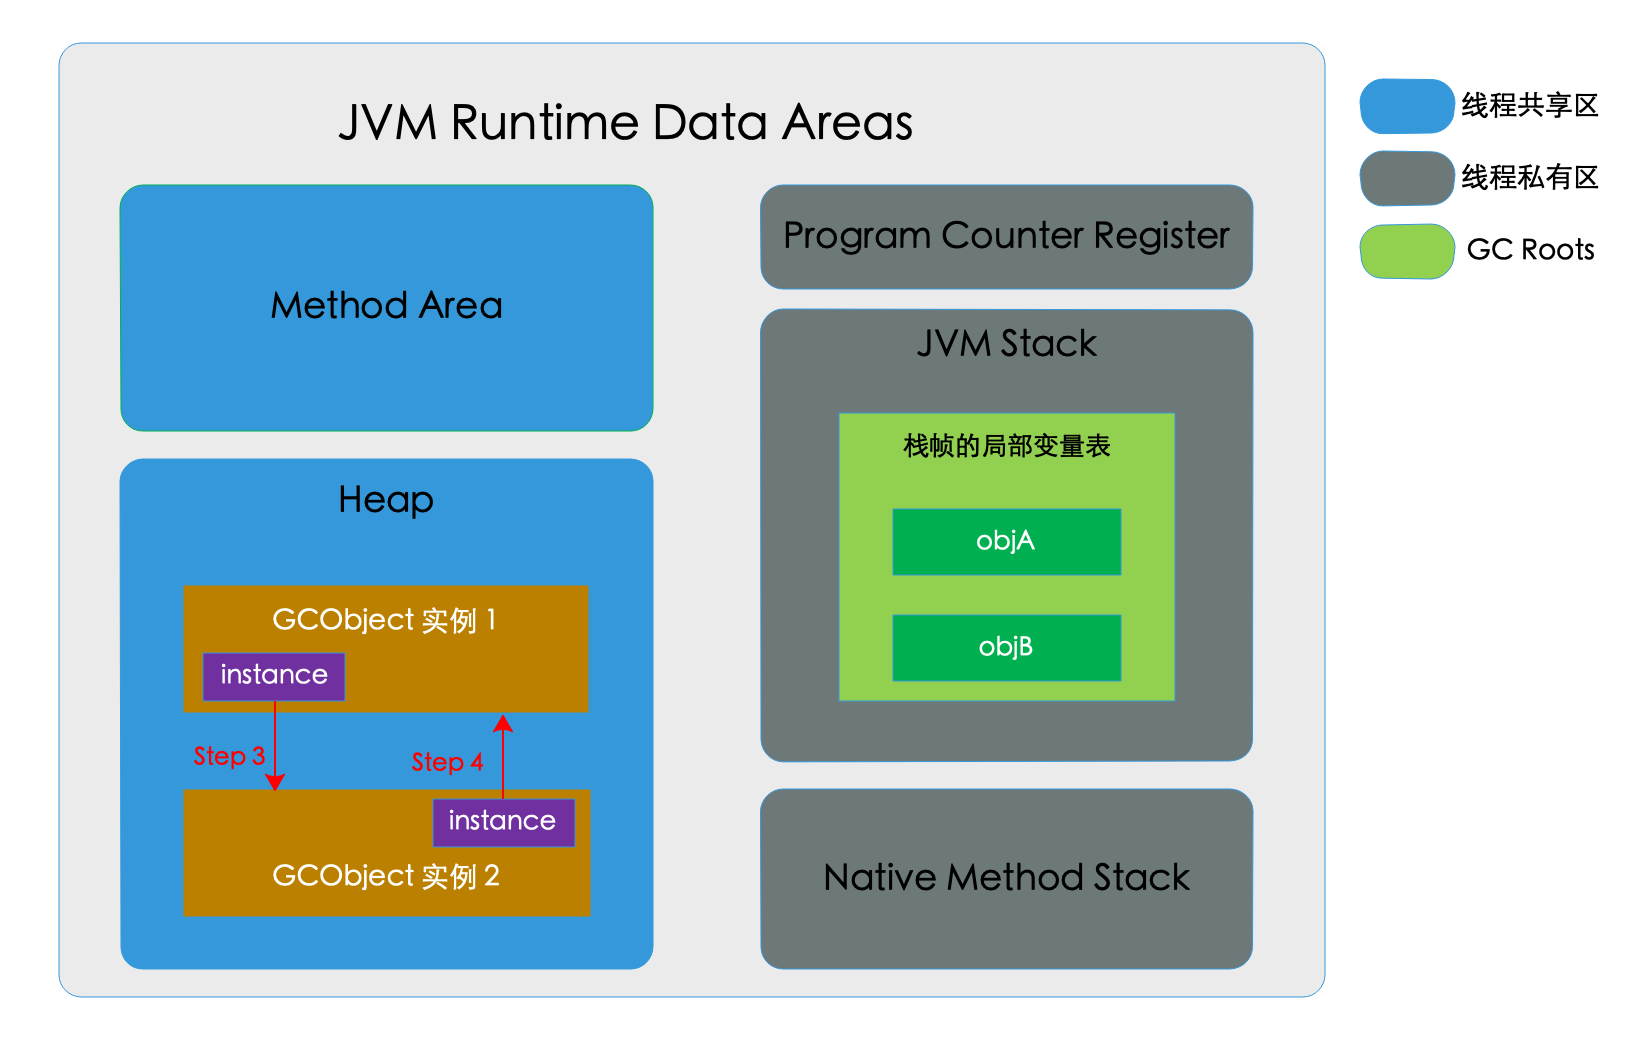 JVM Runtime Data Areas
Method Area
Heap
GCObject 实例 1
instance
Step 3
Step 4
instance
GCObject 实例 2
Program Counter Register
JVM Stack
栈帧的局部变量表
objA
objB
Native Method Stack
线程共享区
线程私有区
GC Roots